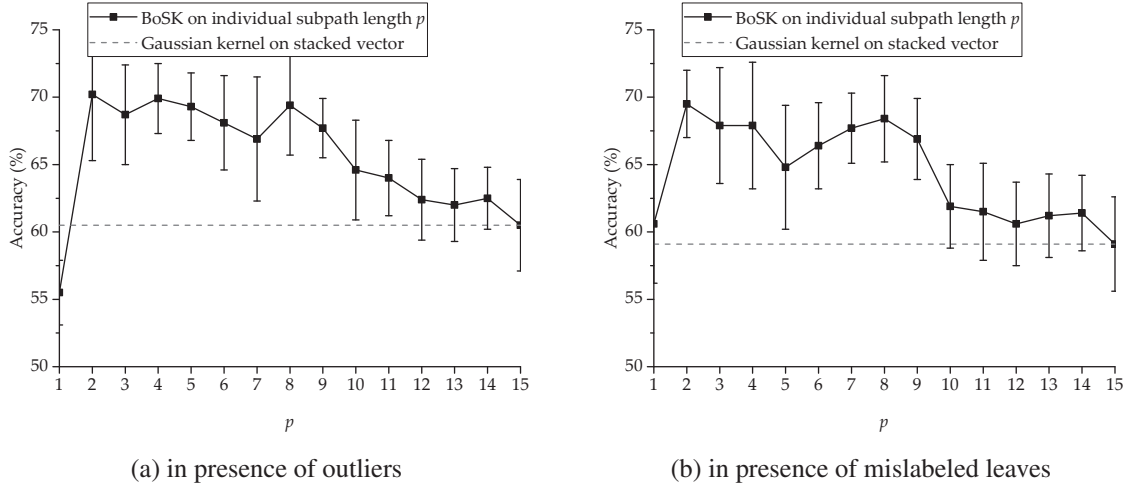 BoSK on individual subpath length p
Gaussian kernel on stacked vector
75
70
65
60
55
50
Accuracy (%)
1 2 3 4 5 6 7 8 9 10 11 12 13 14 15
p
(a) in presence of outliers
BoSK on individual subpath length p
Gaussian kernel on stacked vector
75
70
65
60
55
50
Accuracy (%)
1 2 3 4 5 6 7 8 9 10 11 12 13 14 15
p
(b) in presence of mislabeled leaves